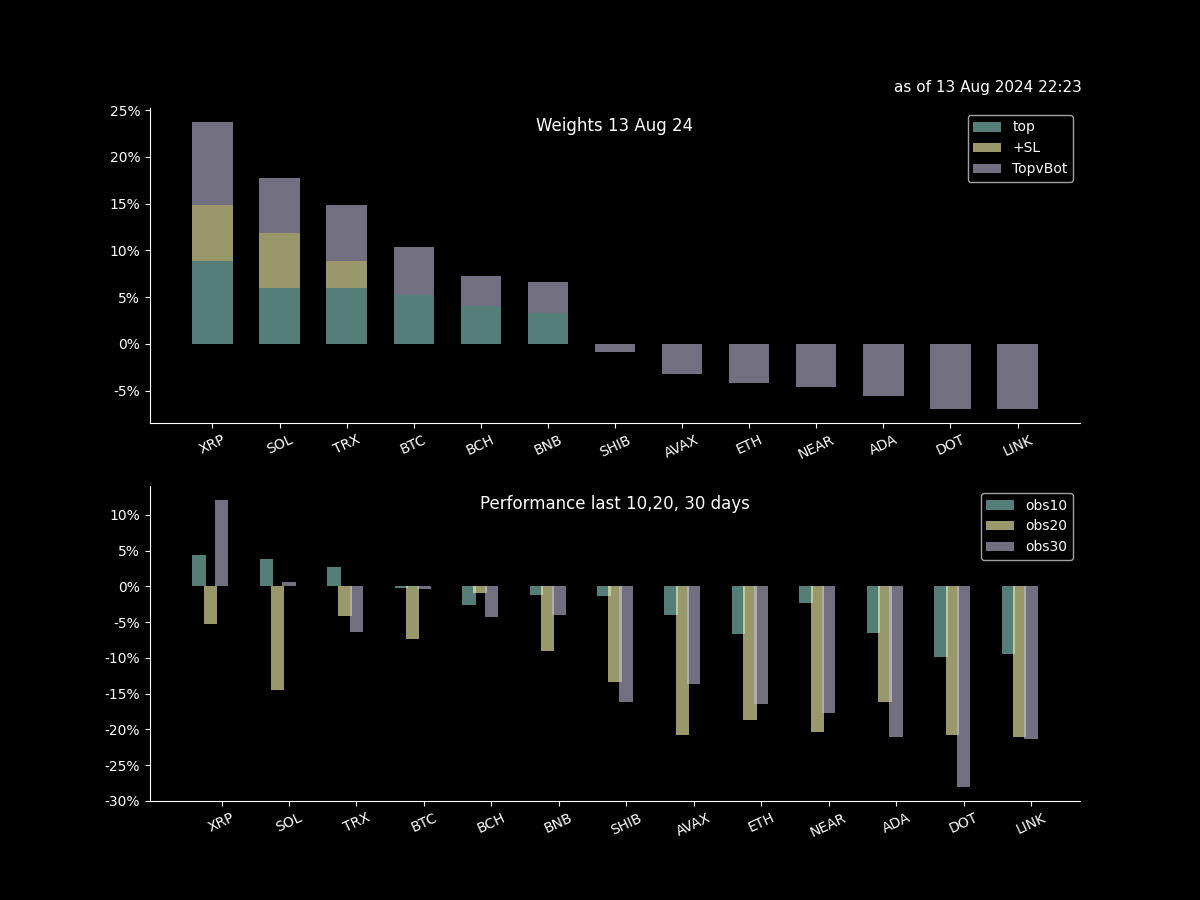 as of 13 Aug 2024 22:23
Weights 13 Aug 24
top
+SL
TopvBot
25%
20%
15%
10%
5%
0%
-5%
XRP SOL TRX BTC BCH BNB SHIB AVAX ETH NEAR ADA DOT LINK
Performance last 10,20, 30 days
obs10
obs20
obs30
10%
5%
0%
-5%
-10%
-15%
-20%
-25%
-30%
XRP SOL TRX BTC BCH BNB SHIB AVAX ETH NEAR ADA DOT LINK